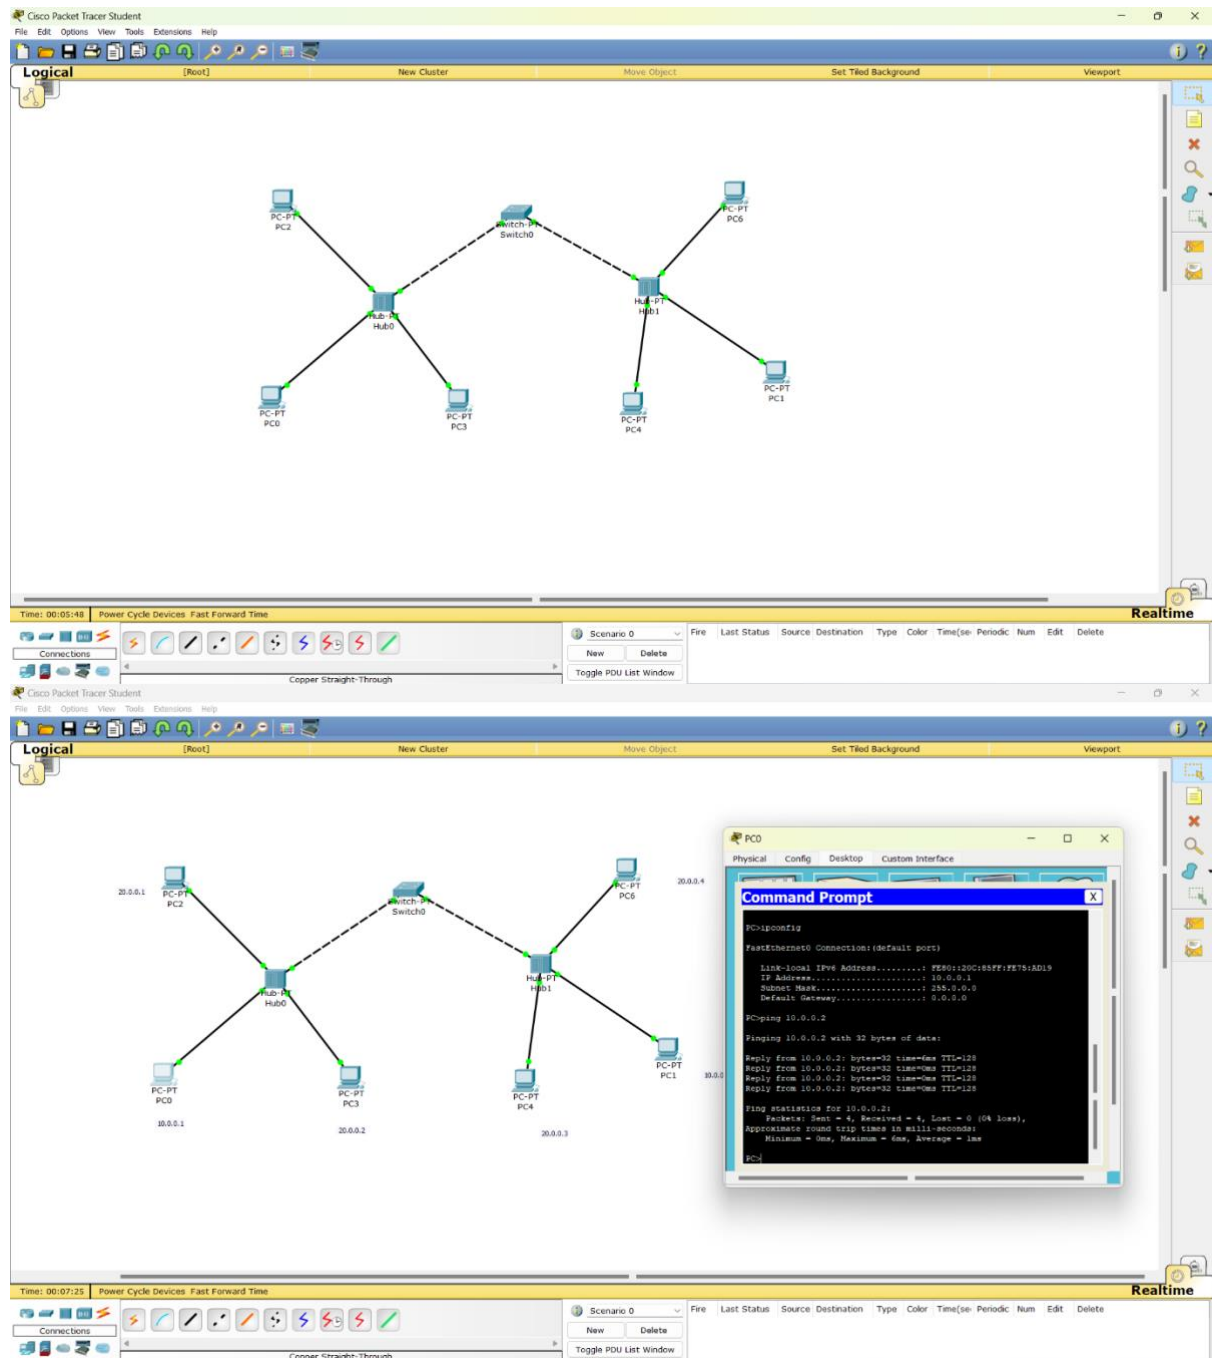 Cisco Packet Tracer Student
File Edit Options View Tools Extensions Help
Logical [Root] New Cluster Move Object Set Tiled Background Viewport
PC-PT
PC2
Switch-PT
Switch0
PC-PT
PC6
Hub-PT
Hub0
Hub-PT
Hub1
PC-PT
PC0
PC-PT
PC3
PC-PT
PC4
PC-PT
PC1
Time: 00:05:48 Power Cycle Devices Fast Forward Time Realtime
Connections
Copper Straight-Through
Scenario 0
New Delete
Toggle PDU List Window
Fire Last Status Source Destination Type Color Time(se Periodic Num Edit Delete
Cisco Packet Tracer Student
File Edit Options View Tools Extensions Help
Logical [Root] New Cluster Move Object Set Tiled Background Viewport
20.0.0.1
PC-PT
PC2
Switch-PT
Switch0
PC-PT
PC6
20.0.0.4
Hub-PT
Hub0
Hub-PT
Hub1
PC-PT
PC0
10.0.0.1
PC-PT
PC3
20.0.0.2
PC-PT
PC4
20.0.0.3
PC-PT
PC1
10.0.0
PC0
Physical Config Desktop Custom Interface
Command Prompt X
PC>ipconfig
FastEthernet0 Connection:(default port)
Link-local IPv6 Address.........: FE80::20C:85FF:FE75:AD19
IP Address......................: 10.0.0.1
Subnet Mask.....................: 255.0.0.0
Default Gateway.................: 0.0.0.0
PC>ping 10.0.0.2
Pinging 10.0.0.2 with 32 bytes of data:
Reply from 10.0.0.2: bytes=32 time=6ms TTL=128
Reply from 10.0.0.2: bytes=32 time=0ms TTL=128
Reply from 10.0.0.2: bytes=32 time=0ms TTL=128
Reply from 10.0.0.2: bytes=32 time=0ms TTL=128
Ping statistics for 10.0.0.2:
Packets: Sent = 4, Received = 4, Lost = 0 (0% loss),
Approximate round trip times in milli-seconds:
Minimum = 0ms, Maximum = 6ms, Average = 1ms
PC>
Time: 00:07:25 Power Cycle Devices Fast Forward Time Realtime
Connections
Copper Straight-Through
Scenario 0
New Delete
Toggle PDU List Window
Fire Last Status Source Destination Type Color Time(se Periodic Num Edit Delete